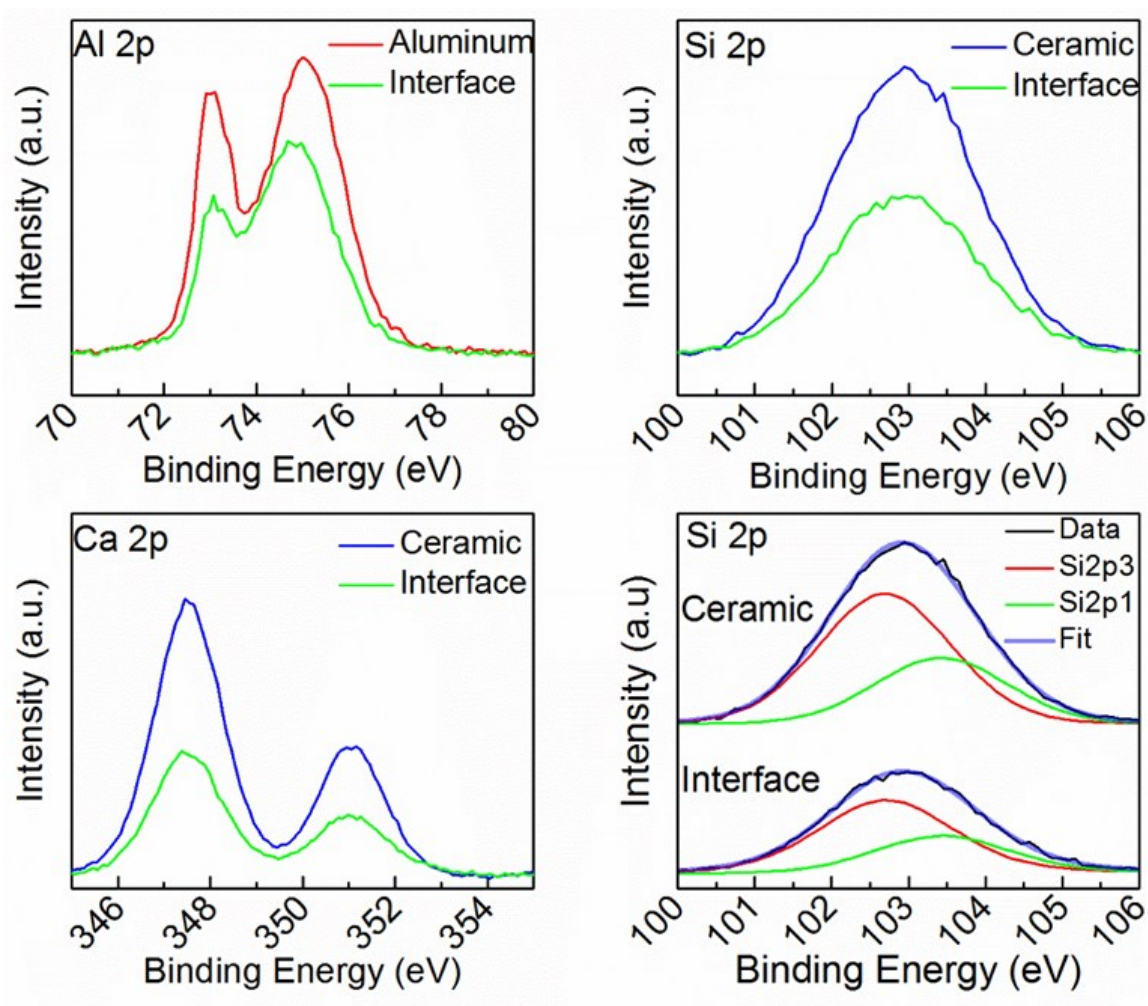 Al 2p
Aluminum
Interface
Intensity (a.u.)
70 72 74 76 78 80
Binding Energy (eV)
Si 2p
Ceramic
Interface
Intensity (a.u.)
100 101 102 103 104 105 106
Binding Energy (eV)
Ca 2p
Ceramic
Interface
Intensity (a.u.)
346 348 350 352 354
Binding Energy (eV)
Si 2p
Data
Si2p3
Si2p1
Fit
Ceramic
Interface
Intensity (a.u)
100 101 102 103 104 105 106
Binding Energy (eV)